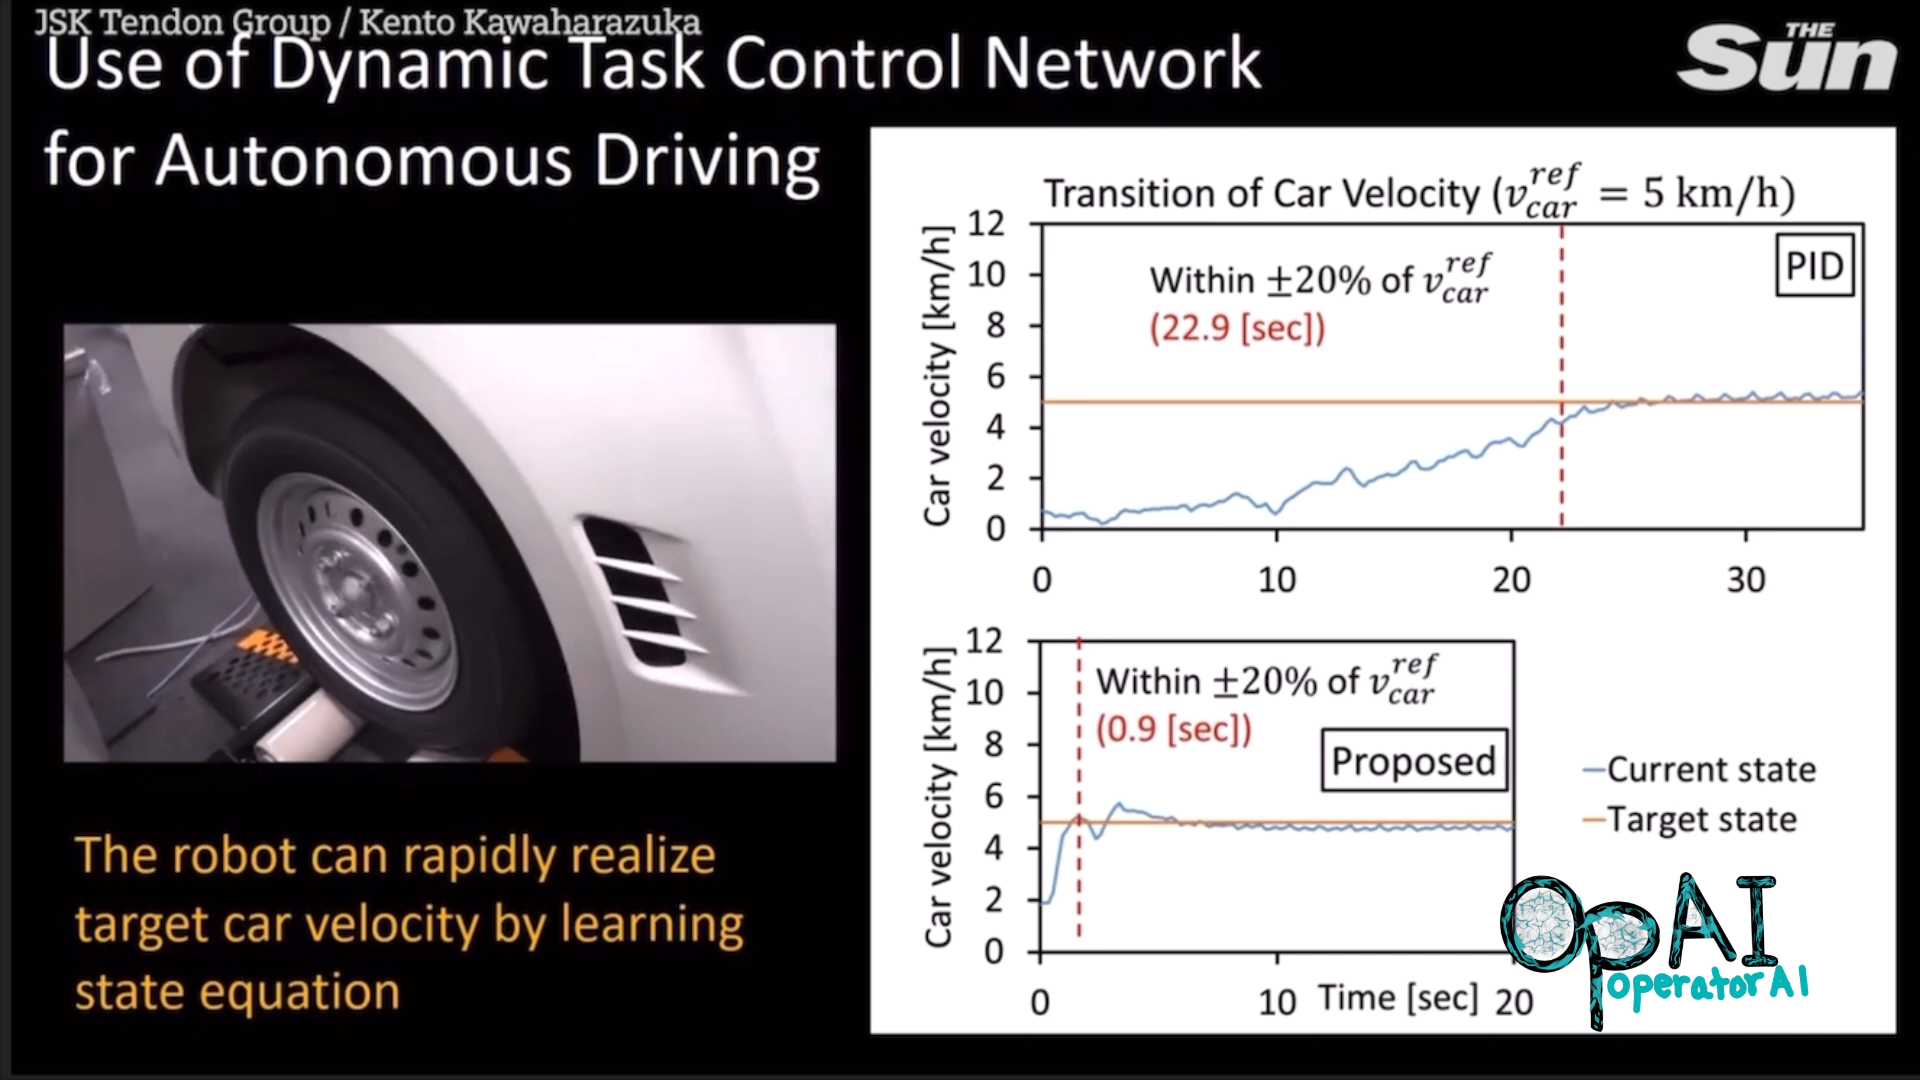 JSK Tendon Group / Kento Kawaharazuka
THE
Sun
Use of Dynamic Task Control Network
for Autonomous Driving
Transition of Car Velocity (v_car^ref = 5 km/h)
Car velocity [km/h]
12
10
8
6
4
2
0
Within ±20% of v_car^ref
(22.9 [sec])
PID
0 10 20 30
Car velocity [km/h]
12
10
8
6
4
2
0
Within ±20% of v_car^ref
(0.9 [sec])
Proposed
0 10 Time [sec] 20
Current state
Target state
The robot can rapidly realize
target car velocity by learning
state equation
OpAI
operator AI